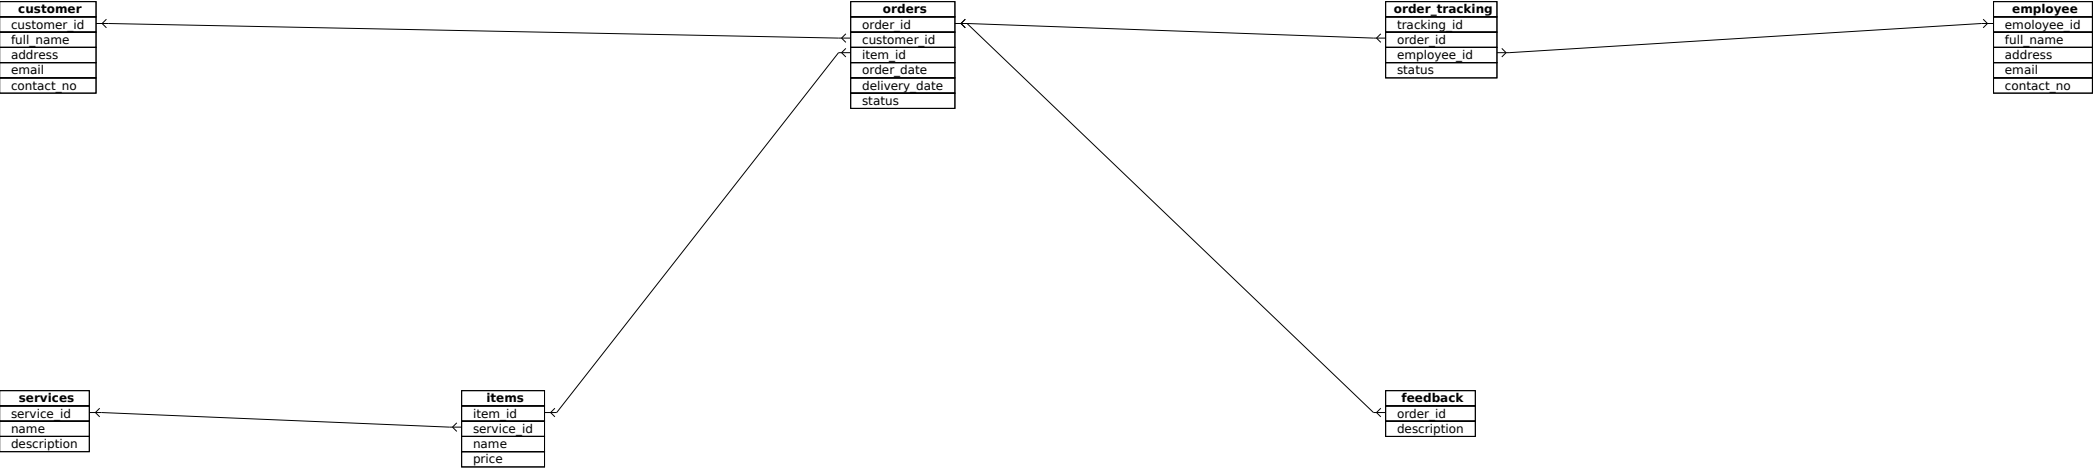 customer
customer_id
full_name
address
email
contact_no
orders
order_id
customer_id
item_id
order_date
delivery_date
status
order_tracking
tracking_id
order_id
employee_id
status
employee
emoloyee_id
full_name
address
email
contact_no
services
service_id
name
description
items
item_id
service_id
name
price
feedback
order_id
description